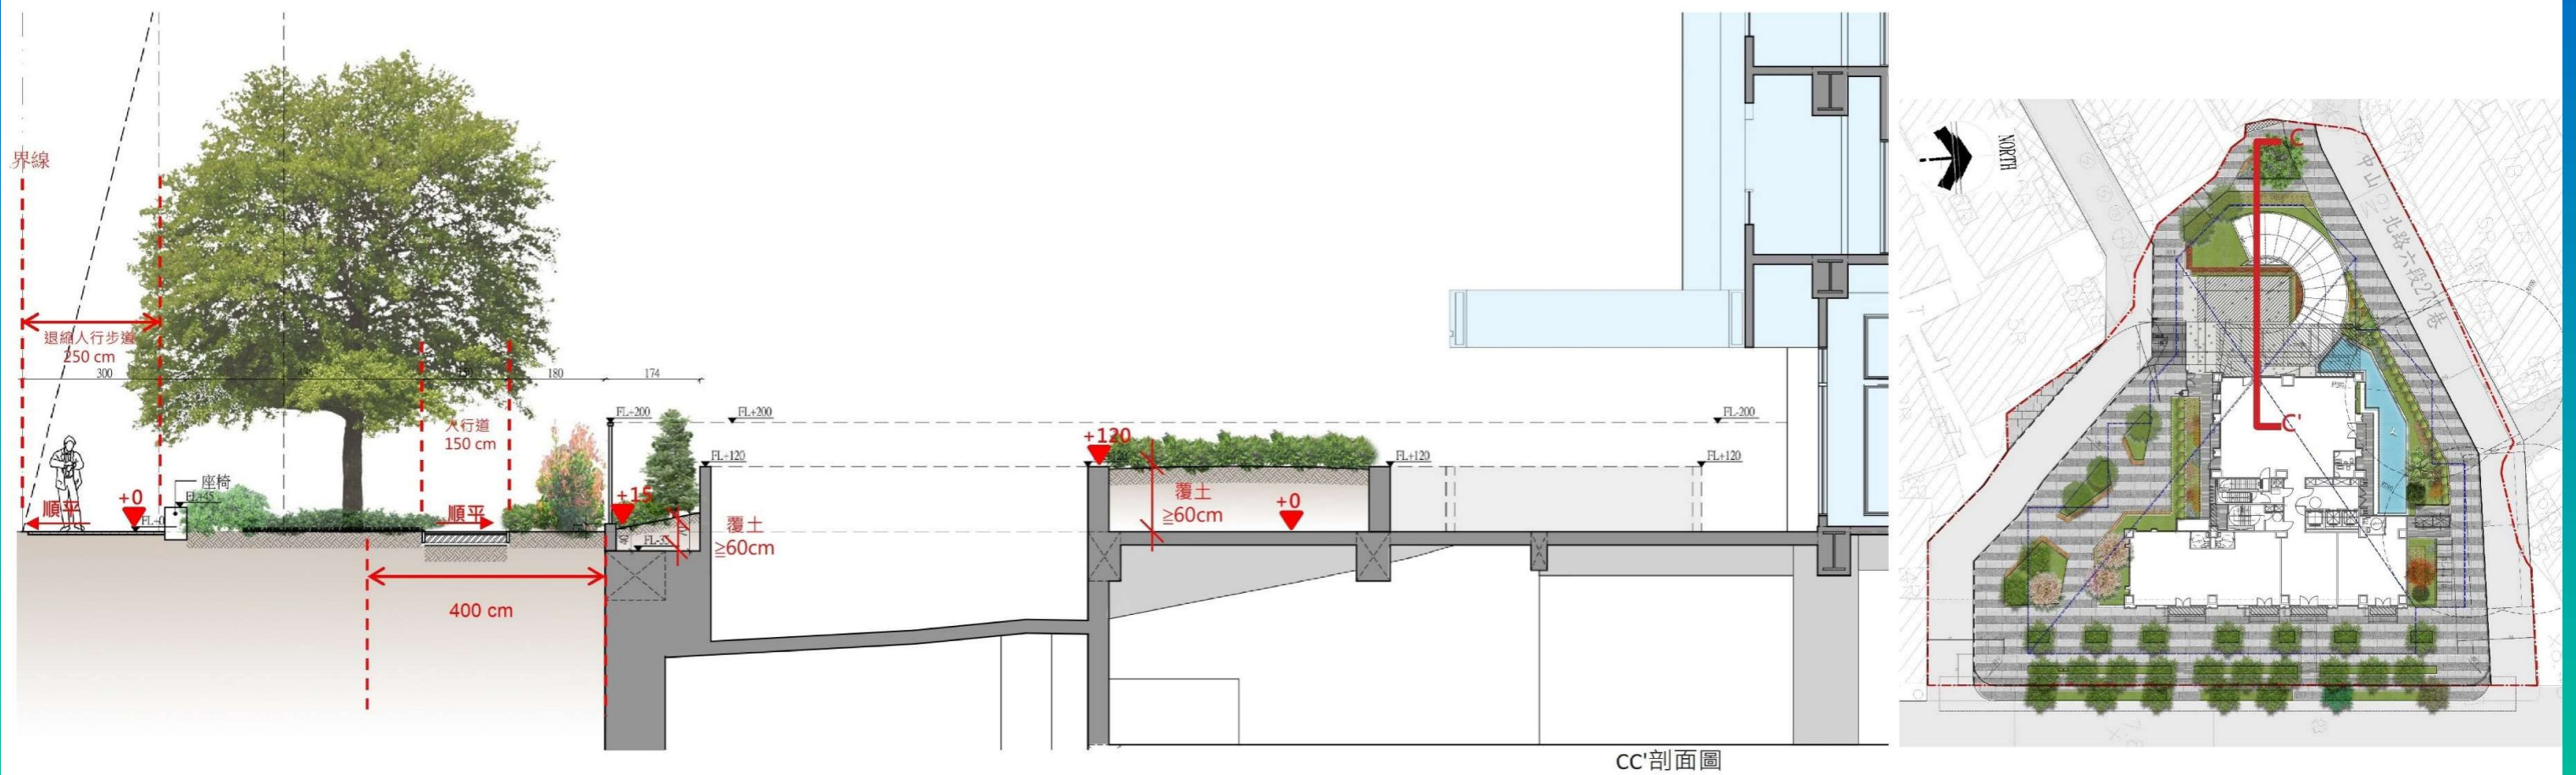 界線
退縮人行步道
250 cm
300
180
174
人行道
150 cm
FL+200
FL+200
FL-200
+120
FL+120
FL+120
FL+120
座椅
FL+45
+0
順平
FL+0
順平
+15
覆土
≧60cm
覆土
≧60cm
+0
400 cm
CC'剖面圖
NORTH
C
C'
中山北路六段277巷